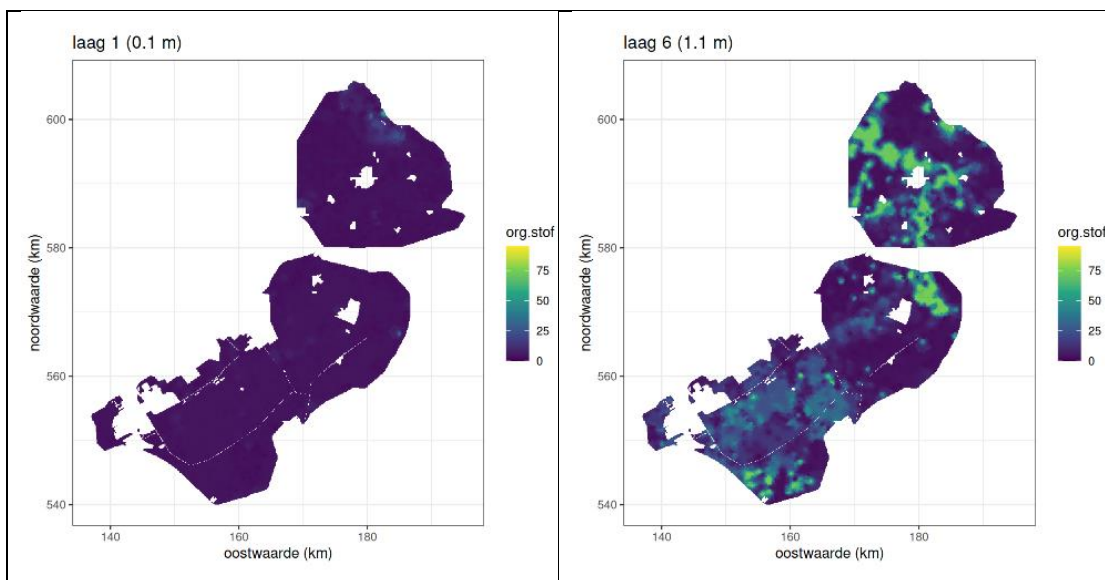 laag 1 (0.1 m)
600
580
560
540
noordwaarde (km)
140
160
180
oostwaarde (km)
org.stof
75
50
25
0
laag 6 (1.1 m)
600
580
560
540
noordwaarde (km)
140
160
180
oostwaarde (km)
org.stof
75
50
25
0